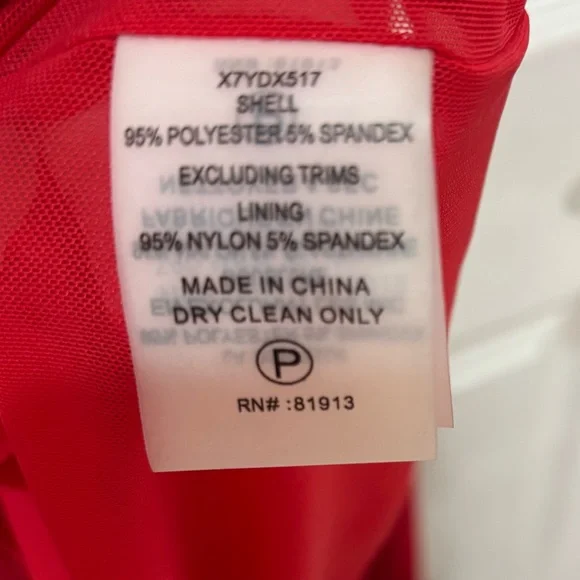 X7YDX517
SHELL
95% POLYESTER 5% SPANDEX
EXCLUDING TRIMS
LINING
95% NYLON 5% SPANDEX
MADE IN CHINA
DRY CLEAN ONLY
P
RN# :81913